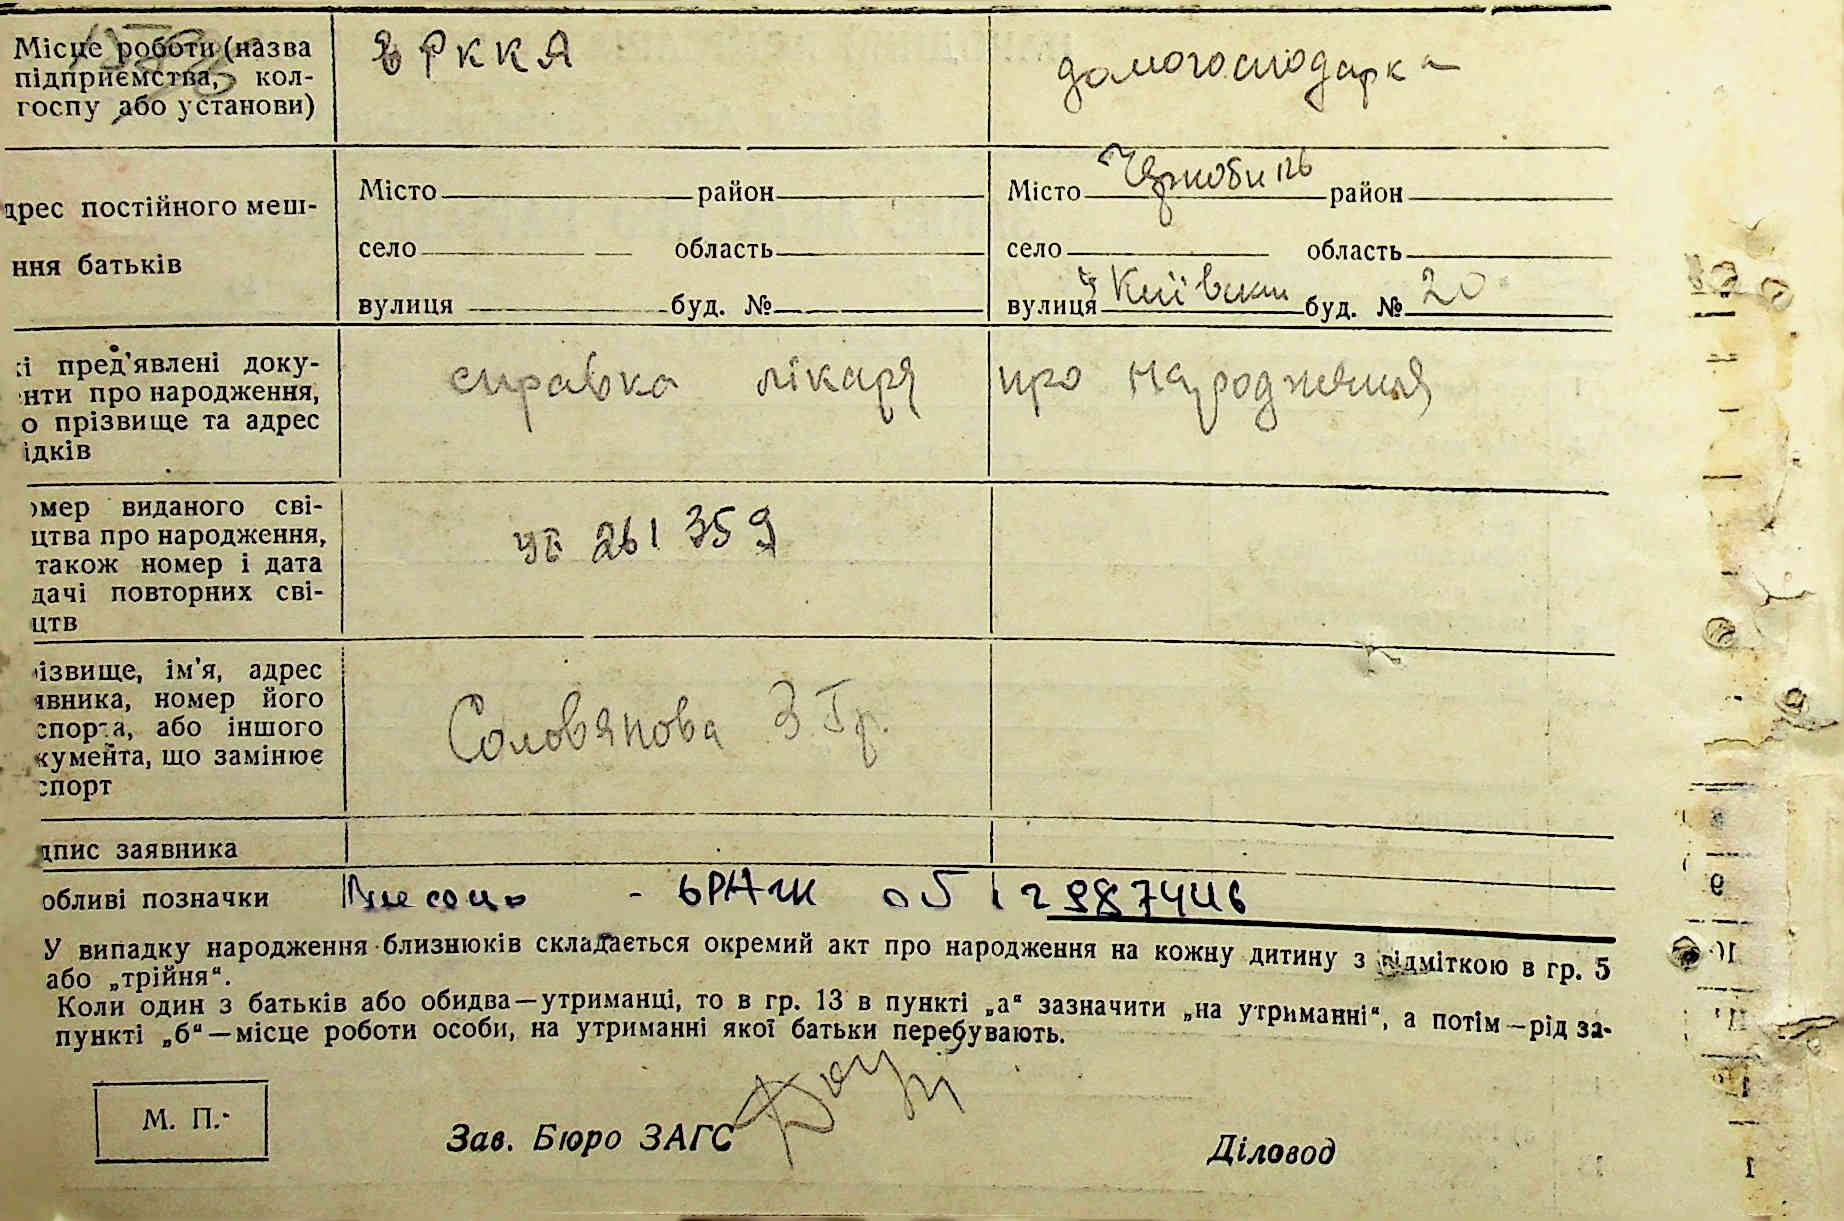 Місце роботи (назва
підприємства, кол-
госпу або установи)
в РККА
домогосподарка
дрес постійного меш-
ння батьків
Місто район
село область
вулиця буд. №
Місто Чернобиль район
село область
вулиця Київськ буд. № 20
і пред'явлені доку-
нти про народження,
о прізвище та адрес
ідків
справка лікаря про народження
омер виданого сві-
цтва про народження,
також номер і дата
дачі повторних сві-
цтв
261359
різвище, ім'я, адрес
явника, номер його
спорта, або іншого
кумента, що замінює
спорт
Соловянова З. Гр.
дпис заявника
обливі позначки
У випадку народження близнюків складається окремий акт про народження на кожну дитину з відміткою в гр. 5
або „трійня“.
Коли один з батьків або обидва—утриманці, то в гр. 13 в пункті „а“ зазначити „на утриманні“, а потім—рід за-
пункті „б“—місце роботи особи, на утриманні якої батьки перебувають.
М. П.
Зав. Бюро ЗАГС
Діловод